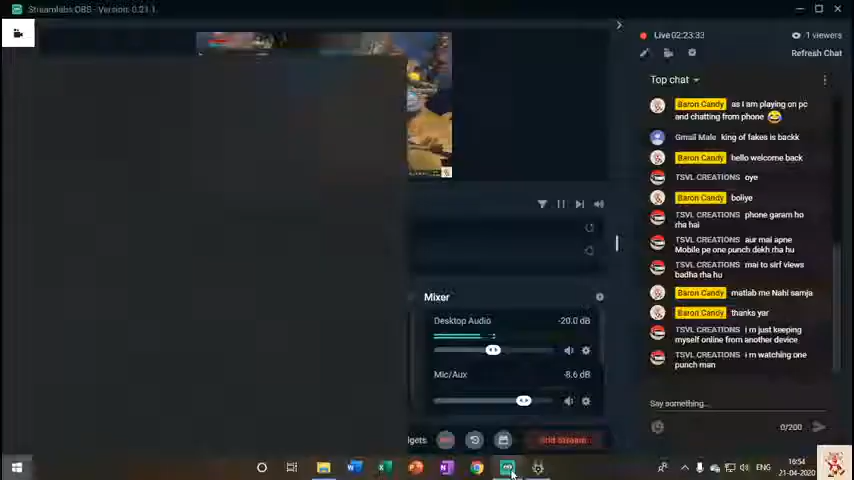 Streamlabs OBS - Version: 0.21.1
Live 02:23:33
1 viewers
Refresh Chat
Top chat
Baron Candy as I am playing on pc
and chatting from phone
Gmail Male king of fakes is backk
Baron Candy hello welcome back
TSVL CREATIONS oye
Baron Candy boliye
TSVL CREATIONS phone garam ho
rha hai
TSVL CREATIONS aur mai apne
Mobile pe one punch dekh rha hu
TSVL CREATIONS mai to sirf views
badha rha hu
Baron Candy matlab me Nahi samja
Baron Candy thanks yar
TSVL CREATIONS i m just keeping
myself online from another device
TSVL CREATIONS i m watching one
punch man
Say something...
0/200
Mixer
Desktop Audio -20.0 dB
Mic/Aux -8.6 dB
dgets
REC
End Stream
ENG
16:54
21-04-2020